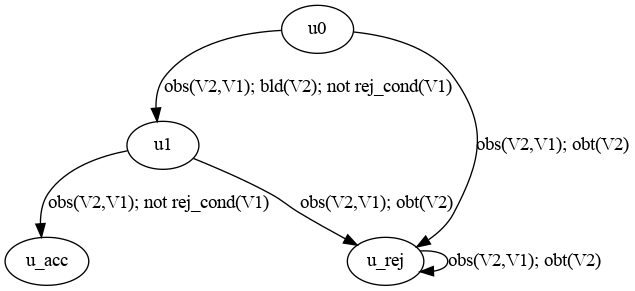 u0
obs(V2,V1); bld(V2); not rej_cond(V1)
u1
obs(V2,V1); obt(V2)
obs(V2,V1); not rej_cond(V1)
obs(V2,V1); obt(V2)
u_acc
u_rej
obs(V2,V1); obt(V2)